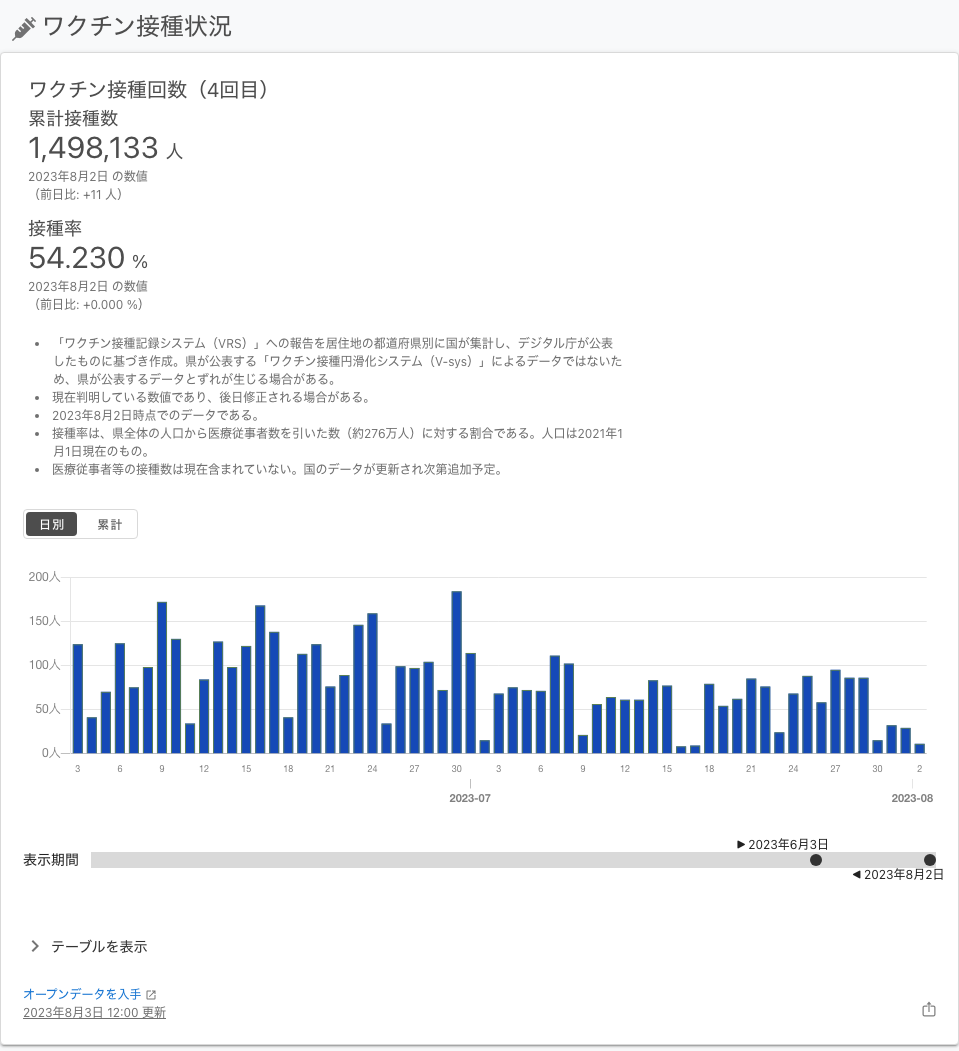 ワクチン接種状況
ワクチン接種回数（4回目）
累計接種数
1,498,133 人
2023年8月2日 の数値
（前日比: +11 人）
接種率
54.230 %
2023年8月2日 の数値
（前日比: +0.000 %）
• 「ワクチン接種記録システム（VRS）」への報告を居住地の都道府県別に国が集計し、デジタル庁が公表
したものに基づき作成。県が公表する「ワクチン接種円滑化システム（V-sys）」によるデータではないた
め、県が公表するデータとずれが生じる場合がある。
• 現在判明している数値であり、後日修正される場合がある。
• 2023年8月2日時点でのデータである。
• 接種率は、県全体の人口から医療従事者数を引いた数（約276万人）に対する割合である。人口は2021年1
月1日現在のもの。
• 医療従事者等の接種数は現在含まれていない。国のデータが更新され次第追加予定。
日別 累計
200人
150人
100人
50人
0人
3 6 9 12 15 18 21 24 27 30 3 6 9 12 15 18 21 24 27 30 2
2023-07 2023-08
▶ 2023年6月3日
表示期間
◀ 2023年8月2日
テーブルを表示
オープンデータを入手
2023年8月3日 12:00 更新